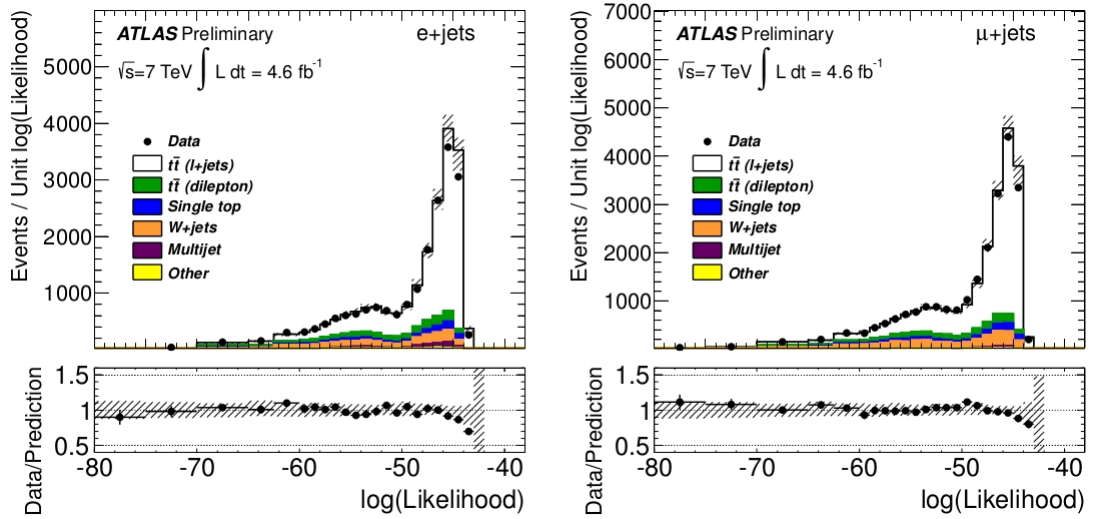 ATLAS Preliminary
e+jets
√s=7 TeV ∫ L dt = 4.6 fb⁻¹
Events / Unit log(Likelihood)
5000
4000
3000
2000
1000
Data
tt̄ (l+jets)
tt̄ (dilepton)
Single top
W+jets
Multijet
Other
Data/Prediction
1.5
1
0.5
-80
-70
-60
-50
-40
log(Likelihood)
ATLAS Preliminary
μ+jets
√s=7 TeV ∫ L dt = 4.6 fb⁻¹
Events / Unit log(Likelihood)
7000
6000
5000
4000
3000
2000
1000
Data
tt̄ (l+jets)
tt̄ (dilepton)
Single top
W+jets
Multijet
Other
Data/Prediction
1.5
1
0.5
-80
-70
-60
-50
-40
log(Likelihood)